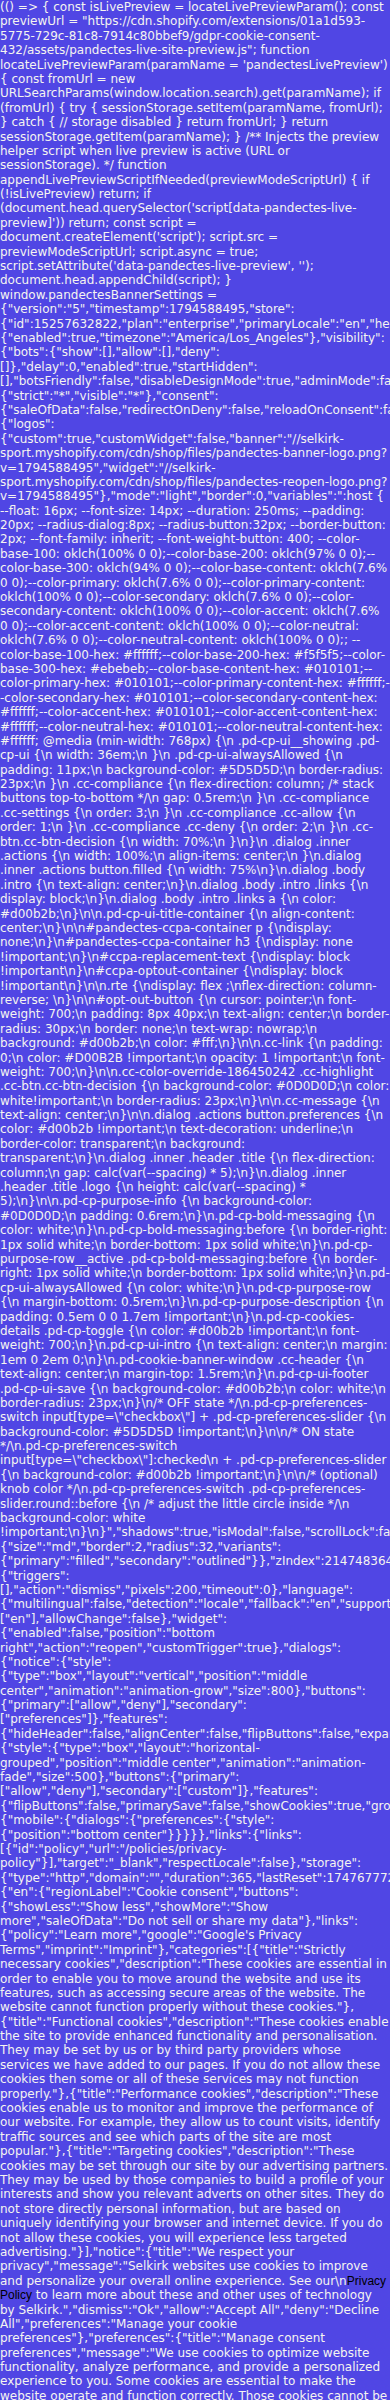 (() => { const isLivePreview = locateLivePreviewParam(); const
previewUrl = "https://cdn.shopify.com/extensions/01a1d593-
5775-729c-81c8-7914c80bbef9/gdpr-cookie-consent-
432/assets/pandectes-live-site-preview.js"; function
locateLivePreviewParam(paramName = 'pandectesLivePreview')
{ const fromUrl = new
URLSearchParams(window.location.search).get(paramName); if
(fromUrl) { try { sessionStorage.setItem(paramName, fromUrl);
} catch { // storage disabled } return fromUrl; } return
sessionStorage.getItem(paramName); } /** Injects the preview
helper script when live preview is active (URL or
sessionStorage). */ function
appendLivePreviewScriptIfNeeded(previewModeScriptUrl) { if
(!isLivePreview) return; if
(document.head.querySelector('script[data-pandectes-live-
preview]')) return; const script =
document.createElement('script'); script.src =
previewModeScriptUrl; script.async = true;
script.setAttribute('data-pandectes-live-preview', '');
document.head.appendChild(script); }
window.pandectesBannerSettings =
{"version":"5","timestamp":1794588495,"store":
{"id":15257632822,"plan":"enterprise","primaryLocale":"en","he
{"enabled":true,"timezone":"America/Los_Angeles"},"visibility":
{"bots":{"show":[],"allow":[],"deny":
[]},"delay":0,"enabled":true,"startHidden":
[],"botsFriendly":false,"disableDesignMode":true,"adminMode":fa
{"strict":"*","visible":"*"},"consent":
{"saleOfData":false,"redirectOnDeny":false,"reloadOnConsent":fa
{"logos":
{"custom":true,"customWidget":false,"banner":"//selkirk-
sport.myshopify.com/cdn/shop/files/pandectes-banner-logo.png?
v=1794588495","widget":"//selkirk-
sport.myshopify.com/cdn/shop/files/pandectes-reopen-logo.png?
v=1794588495"},"mode":"light","border":0,"variables":":host {
--float: 16px; --font-size: 14px; --duration: 250ms; --padding:
20px; --radius-dialog:8px; --radius-button:32px; --border-button:
2px; --font-family: inherit; --font-weight-button: 400; --color-
base-100: oklch(100% 0 0);--color-base-200: oklch(97% 0 0);--
color-base-300: oklch(94% 0 0);--color-base-content: oklch(7.6%
0 0);--color-primary: oklch(7.6% 0 0);--color-primary-content:
oklch(100% 0 0);--color-secondary: oklch(7.6% 0 0);--color-
secondary-content: oklch(100% 0 0);--color-accent: oklch(7.6%
0 0);--color-accent-content: oklch(100% 0 0);--color-neutral:
oklch(7.6% 0 0);--color-neutral-content: oklch(100% 0 0);; --
color-base-100-hex: #ffffff;--color-base-200-hex: #f5f5f5;--color-
base-300-hex: #ebebeb;--color-base-content-hex: #010101;--
color-primary-hex: #010101;--color-primary-content-hex: #ffffff;-
-color-secondary-hex: #010101;--color-secondary-content-hex:
#ffffff;--color-accent-hex: #010101;--color-accent-content-hex:
#ffffff;--color-neutral-hex: #010101;--color-neutral-content-hex:
#ffffff; @media (min-width: 768px) {\n .pd-cp-ui__showing .pd-
cp-ui {\n width: 36em;\n }\n .pd-cp-ui-alwaysAllowed {\n
padding: 11px;\n background-color: #5D5D5D;\n border-radius:
23px;\n }\n .cc-compliance {\n flex-direction: column; /* stack
buttons top-to-bottom */\n gap: 0.5rem;\n }\n .cc-compliance
.cc-settings {\n order: 3;\n }\n .cc-compliance .cc-allow {\n
order: 1;\n }\n .cc-compliance .cc-deny {\n order: 2;\n }\n .cc-
btn.cc-btn-decision {\n width: 70%;\n }\n}\n .dialog .inner
.actions {\n width: 100%;\n align-items: center;\n }\n.dialog
.inner .actions button.filled {\n width: 75%\n}\n.dialog .body
.intro {\n text-align: center;\n}\n.dialog .body .intro .links {\n
display: block;\n}\n.dialog .body .intro .links a {\n color:
#d00b2b;\n}\n\n.pd-cp-ui-title-container {\n align-content:
center;\n}\n\n#pandectes-ccpa-container p {\ndisplay:
none;\n}\n#pandectes-ccpa-container h3 {\ndisplay: none
!important;\n}\n#ccpa-replacement-text {\ndisplay: block
!important\n}\n#ccpa-optout-container {\ndisplay: block
!important\n}\n\n.rte {\ndisplay: flex ;\nflex-direction: column-
reverse; \n}\n\n#opt-out-button {\n cursor: pointer;\n font-
weight: 700;\n padding: 8px 40px;\n text-align: center;\n border-
radius: 30px;\n border: none;\n text-wrap: nowrap;\n
background: #d00b2b;\n color: #fff;\n}\n\n.cc-link {\n padding:
0;\n color: #D00B2B !important;\n opacity: 1 !important;\n font-
weight: 700;\n}\n\n.cc-color-override-186450242 .cc-highlight
.cc-btn.cc-btn-decision {\n background-color: #0D0D0D;\n color:
white!important;\n border-radius: 23px;\n}\n\n.cc-message {\n
text-align: center;\n}\n\n.dialog .actions button.preferences {\n
color: #d00b2b !important;\n text-decoration: underline;\n
border-color: transparent;\n background:
transparent;\n}\n.dialog .inner .header .title {\n flex-direction:
column;\n gap: calc(var(--spacing) * 5);\n}\n.dialog .inner
.header .title .logo {\n height: calc(var(--spacing) *
5);\n}\n\n.pd-cp-purpose-info {\n background-color:
#0D0D0D;\n padding: 0.6rem;\n}\n.pd-cp-bold-messaging {\n
color: white;\n}\n.pd-cp-bold-messaging:before {\n border-right:
1px solid white;\n border-bottom: 1px solid white;\n}\n.pd-cp-
purpose-row__active .pd-cp-bold-messaging:before {\n border-
right: 1px solid white;\n border-bottom: 1px solid white;\n}\n.pd-
cp-ui-alwaysAllowed {\n color: white;\n}\n.pd-cp-purpose-row
{\n margin-bottom: 0.5rem;\n}\n.pd-cp-purpose-description {\n
padding: 0.5em 0 0 1.7em !important;\n}\n.pd-cp-cookies-
details .pd-cp-toggle {\n color: #d00b2b !important;\n font-
weight: 700;\n}\n.pd-cp-ui-intro {\n text-align: center;\n margin:
1em 0 2em 0;\n}\n.pd-cookie-banner-window .cc-header {\n
text-align: center;\n margin-top: 1.5rem;\n}\n.pd-cp-ui-footer
.pd-cp-ui-save {\n background-color: #d00b2b;\n color: white;\n
border-radius: 23px;\n}\n/* OFF state */\n.pd-cp-preferences-
switch input[type=\"checkbox\"] + .pd-cp-preferences-slider {\n
background-color: #5D5D5D !important;\n}\n\n/* ON state
*/\n.pd-cp-preferences-switch
input[type=\"checkbox\"]:checked\n + .pd-cp-preferences-slider
{\n background-color: #d00b2b !important;\n}\n\n/* (optional)
knob color */\n.pd-cp-preferences-switch .pd-cp-preferences-
slider.round::before {\n /* adjust the little circle inside */\n
background-color: white
!important;\n}\n}","shadows":true,"isModal":false,"scrollLock":fa
{"size":"md","border":2,"radius":32,"variants":
{"primary":"filled","secondary":"outlined"}},"zIndex":214748364
{"triggers":
[],"action":"dismiss","pixels":200,"timeout":0},"language":
{"multilingual":false,"detection":"locale","fallback":"en","support
["en"],"allowChange":false},"widget":
{"enabled":false,"position":"bottom
right","action":"reopen","customTrigger":true},"dialogs":
{"notice":{"style":
{"type":"box","layout":"vertical","position":"middle
center","animation":"animation-grow","size":800},"buttons":
{"primary":["allow","deny"],"secondary":
["preferences"]},"features":
{"hideHeader":false,"alignCenter":false,"flipButtons":false,"expa
{"style":{"type":"box","layout":"horizontal-
grouped","position":"middle center","animation":"animation-
fade","size":500},"buttons":{"primary":
["allow","deny"],"secondary":["custom"]},"features":
{"flipButtons":false,"primarySave":false,"showCookies":true,"gro
{"mobile":{"dialogs":{"preferences":{"style":
{"position":"bottom center"}}}}},"links":{"links":
[{"id":"policy","url":"/policies/privacy-
policy"}],"target":"_blank","respectLocale":false},"storage":
{"type":"http","domain":"","duration":365,"lastReset":174767772
{"en":{"regionLabel":"Cookie consent","buttons":
{"showLess":"Show less","showMore":"Show
more","saleOfData":"Do not sell or share my data"},"links":
{"policy":"Learn more","google":"Google's Privacy
Terms","imprint":"Imprint"},"categories":[{"title":"Strictly
necessary cookies","description":"These cookies are essential in
order to enable you to move around the website and use its
features, such as accessing secure areas of the website. The
website cannot function properly without these cookies."},
{"title":"Functional cookies","description":"These cookies enable
the site to provide enhanced functionality and personalisation.
They may be set by us or by third party providers whose
services we have added to our pages. If you do not allow these
cookies then some or all of these services may not function
properly."},{"title":"Performance cookies","description":"These
cookies enable us to monitor and improve the performance of
our website. For example, they allow us to count visits, identify
traffic sources and see which parts of the site are most
popular."},{"title":"Targeting cookies","description":"These
cookies may be set through our site by our advertising partners.
They may be used by those companies to build a profile of your
interests and show you relevant adverts on other sites. They do
not store directly personal information, but are based on
uniquely identifying your browser and internet device. If you do
not allow these cookies, you will experience less targeted
advertising."}],"notice":{"title":"We respect your
privacy","message":"Selkirk websites use cookies to improve
and personalize your overall online experience. See our\nPrivacy
Policy to learn more about these and other uses of technology
by Selkirk.","dismiss":"Ok","allow":"Accept All","deny":"Decline
All","preferences":"Manage your cookie
preferences"},"preferences":{"title":"Manage consent
preferences","message":"We use cookies to optimize website
functionality, analyze performance, and provide a personalized
experience to you. Some cookies are essential to make the
website operate and function correctly. Those cookies cannot be